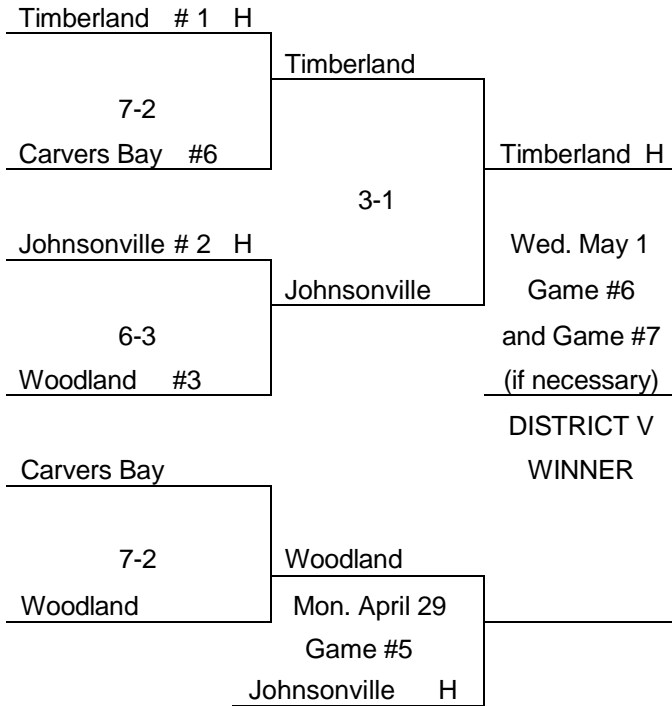 Timberland # 1 H
Timberland
7-2
Carvers Bay #6
Timberland H
3-1
Johnsonville # 2 H
Wed. May 1
Johnsonville
Game #6
6-3
and Game #7
Woodland #3
(if necessary)
DISTRICT V
Carvers Bay
WINNER
7-2
Woodland
Woodland
Mon. April 29
Game #5
Johnsonville H